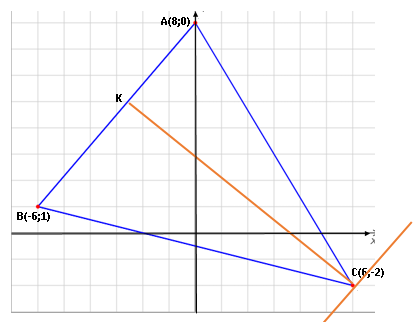 A(8;0)
K
B(-6;1)
x
C(6;-2)